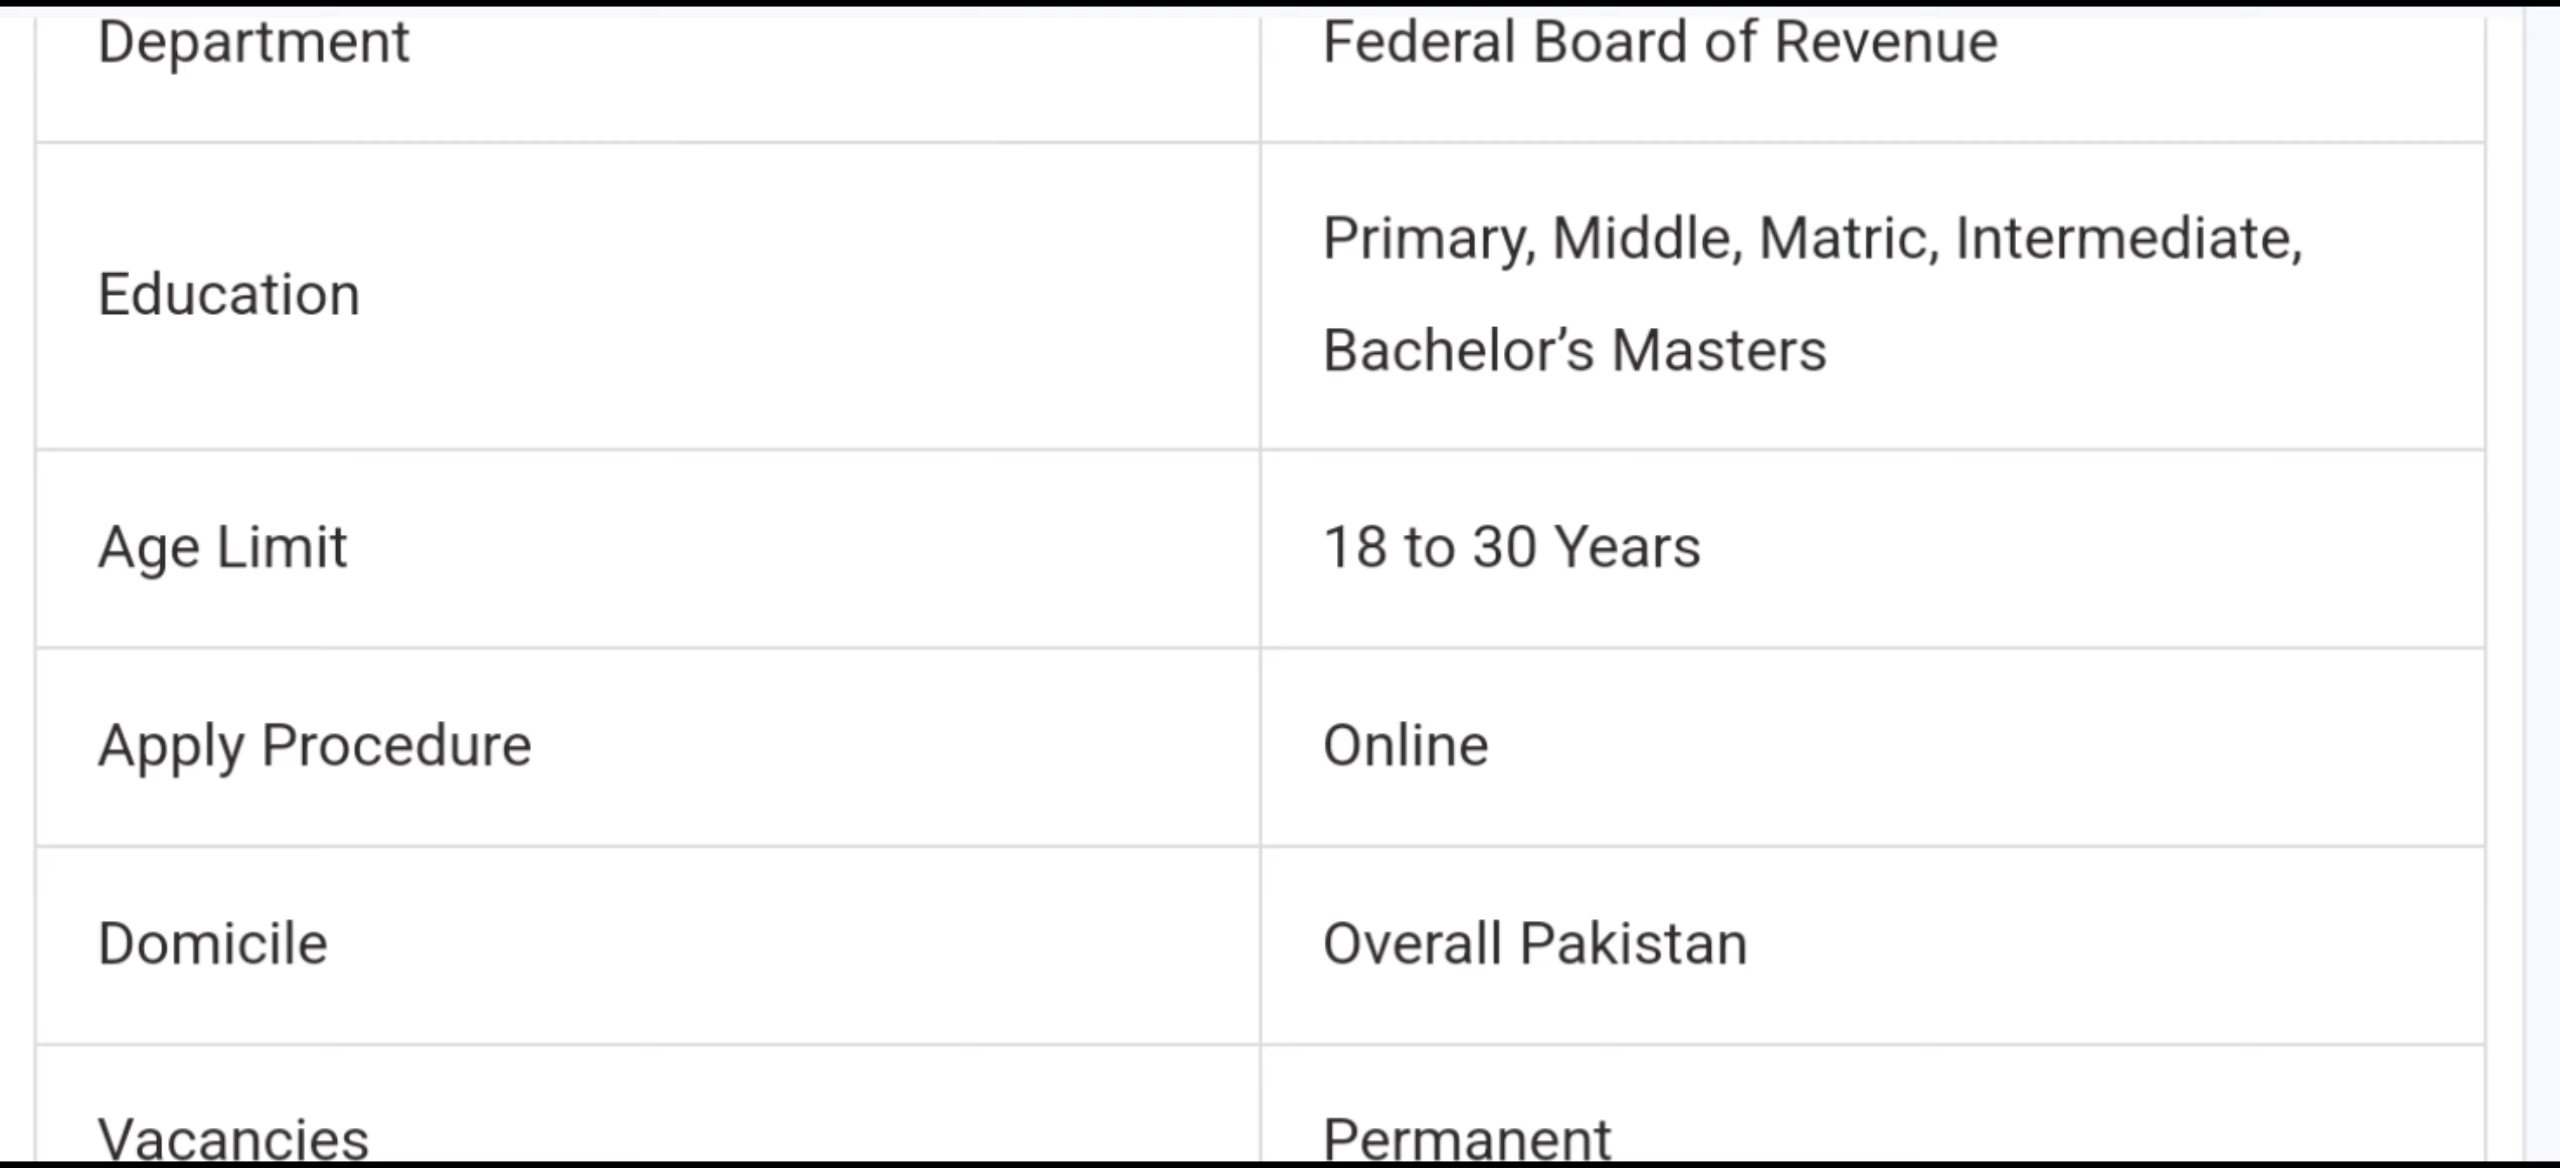 Department
Federal Board of Revenue
Education
Primary, Middle, Matric, Intermediate,
Bachelor’s Masters
Age Limit
18 to 30 Years
Apply Procedure
Online
Domicile
Overall Pakistan
Vacancies
Permanent